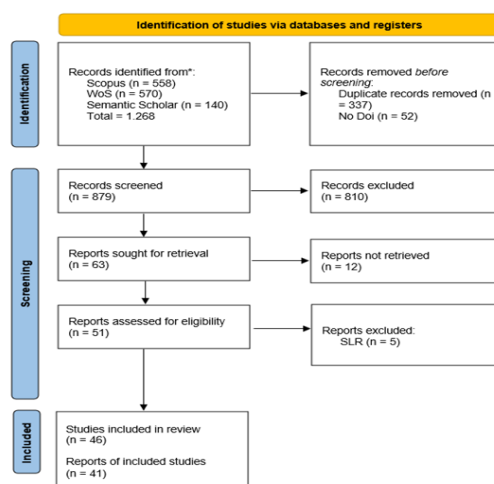 Identification of studies via databases and registers
Identification
Records identified from*:
Scopus (n = 558)
WoS (n = 570)
Semantic Scholar (n = 140)
Total = 1.268
Records removed before
screening:
Duplicate records removed (n
= 337)
No Doi (n = 52)
Screening
Records screened
(n = 879)
Records excluded
(n = 810)
Reports sought for retrieval
(n = 63)
Reports not retrieved
(n = 12)
Reports assessed for eligibility
(n = 51)
Reports excluded:
SLR (n = 5)
Included
Studies included in review
(n = 46)
Reports of included studies
(n = 41)